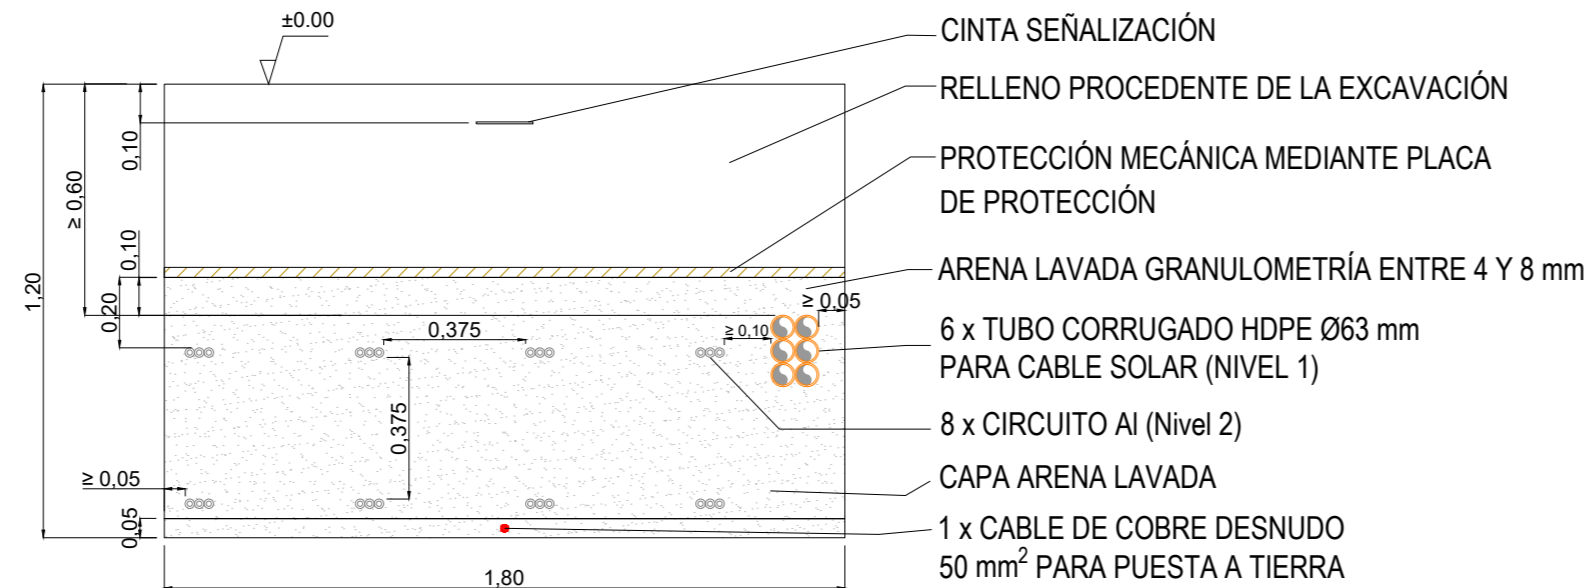 ±0.00
CINTA SEÑALIZACIÓN
RELLENO PROCEDENTE DE LA EXCAVACIÓN
0,10
PROTECCIÓN MECÁNICA MEDIANTE PLACA
DE PROTECCIÓN
≥ 0,60
0,10
ARENA LAVADA GRANULOMETRÍA ENTRE 4 Y 8 mm
1,20
0,20
≥ 0,05
0,375
≥ 0,10
6 x TUBO CORRUGADO HDPE Ø63 mm
PARA CABLE SOLAR (NIVEL 1)
0,375
8 x CIRCUITO Al (Nivel 2)
≥ 0,05
CAPA ARENA LAVADA
0,05
1 x CABLE DE COBRE DESNUDO
50 mm² PARA PUESTA A TIERRA
1,80